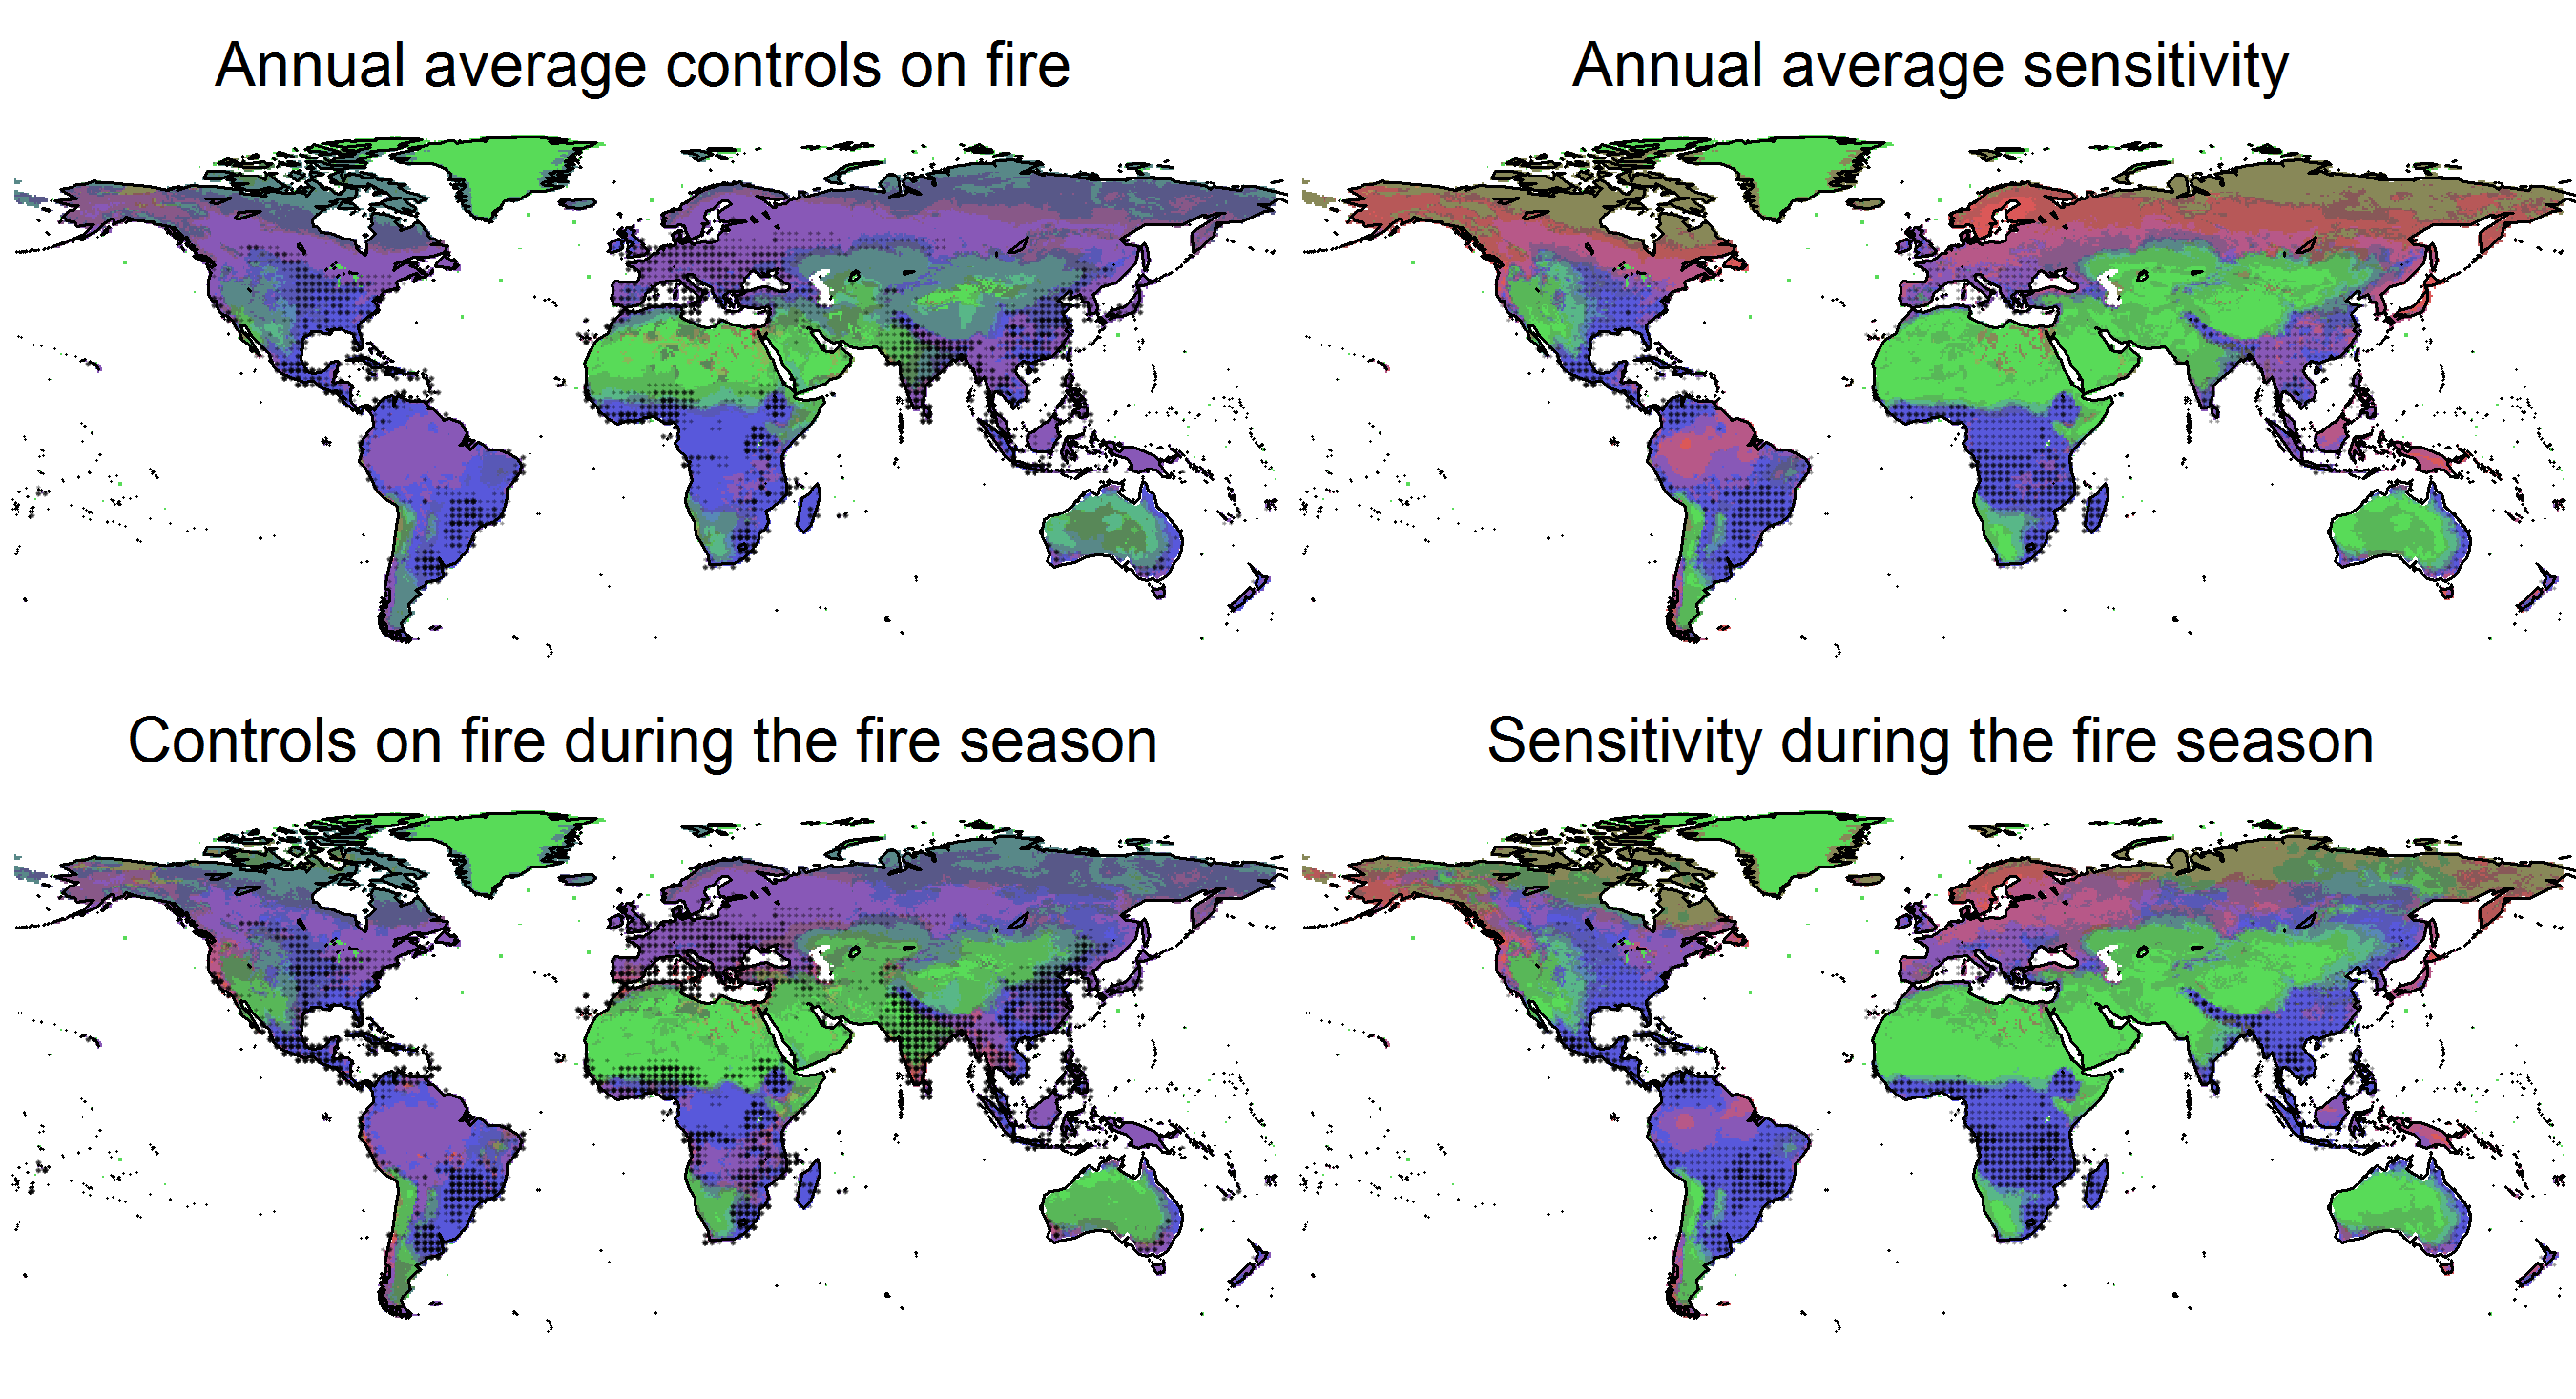 Annual average controls on fire
Annual average sensitivity
Controls on fire during the fire season
Sensitivity during the fire season